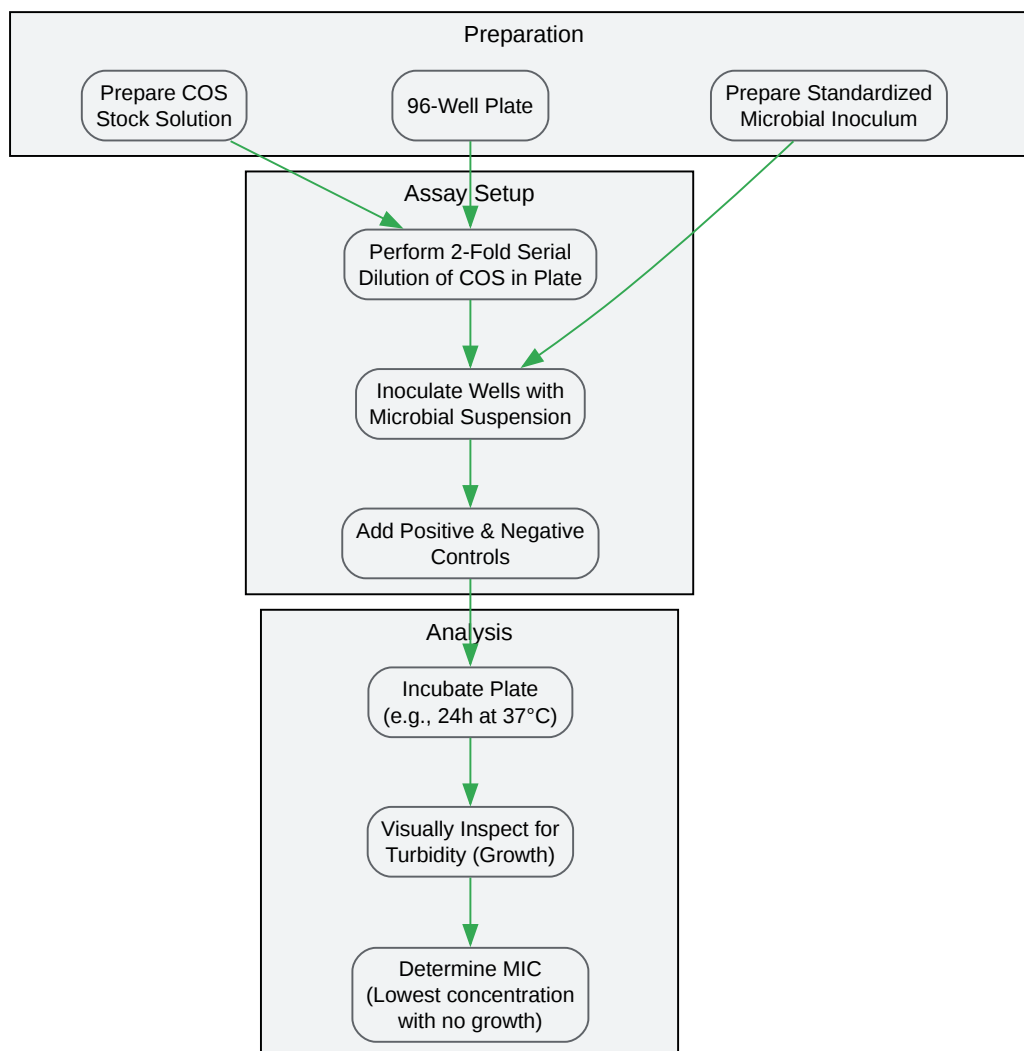 Preparation
Prepare COS
Stock Solution
96-Well Plate
Prepare Standardized
Microbial Inoculum
Assay Setup
Perform 2-Fold Serial
Dilution of COS in Plate
Inoculate Wells with
Microbial Suspension
Add Positive & Negative
Controls
Analysis
Incubate Plate
(e.g., 24h at 37°C)
Visually Inspect for
Turbidity (Growth)
Determine MIC
(Lowest concentration
with no growth)